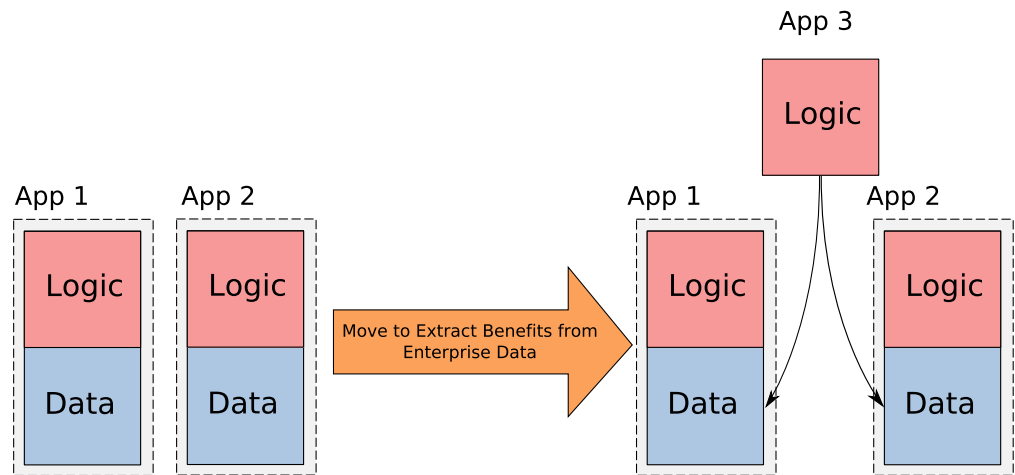 App 1
App 2
Logic
Logic
Data
Data
Move to Extract Benefits from
Enterprise Data
App 3
Logic
App 1
App 2
Logic
Logic
Data
Data